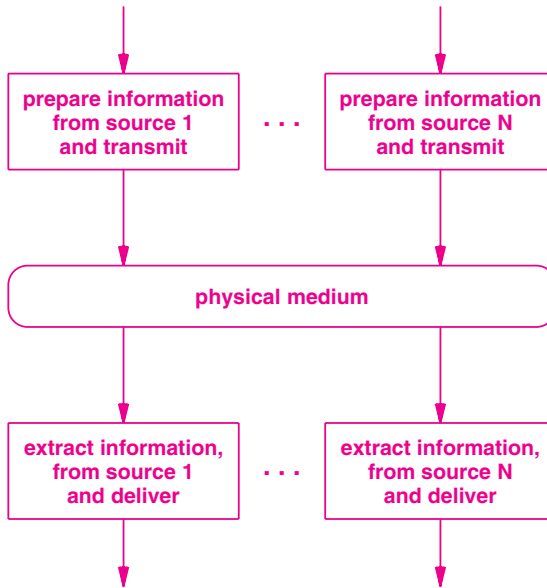 prepare information
from source 1
and transmit
. . .
prepare information
from source N
and transmit
physical medium
extract information,
from source 1
and deliver
. . .
extract information,
from source N
and deliver